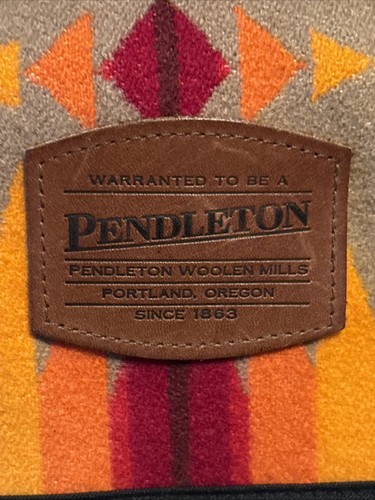 WARRANTED TO BE A
PENDLETON
PENDLETON WOOLEN MILLS
PORTLAND, OREGON
SINCE 1863